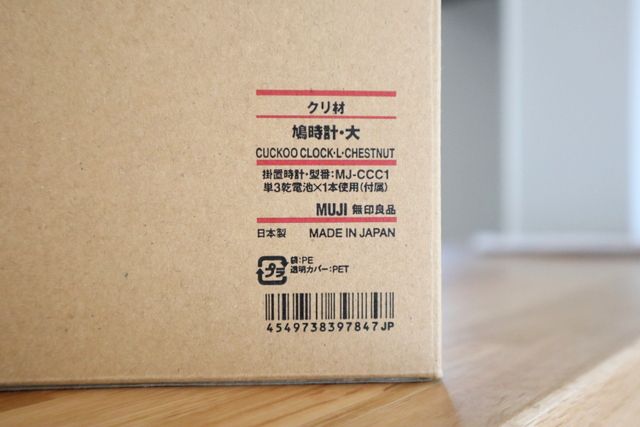 クリ材
鳩時計・大
CUCKOO CLOCK・L・CHESTNUT
掛置時計・型番:MJ-CCC1
単3乾電池×1本使用(付属)
MUJI 無印良品
日本製 MADE IN JAPAN
プラ
袋:PE
透明カバー:PET
4549738397847JP